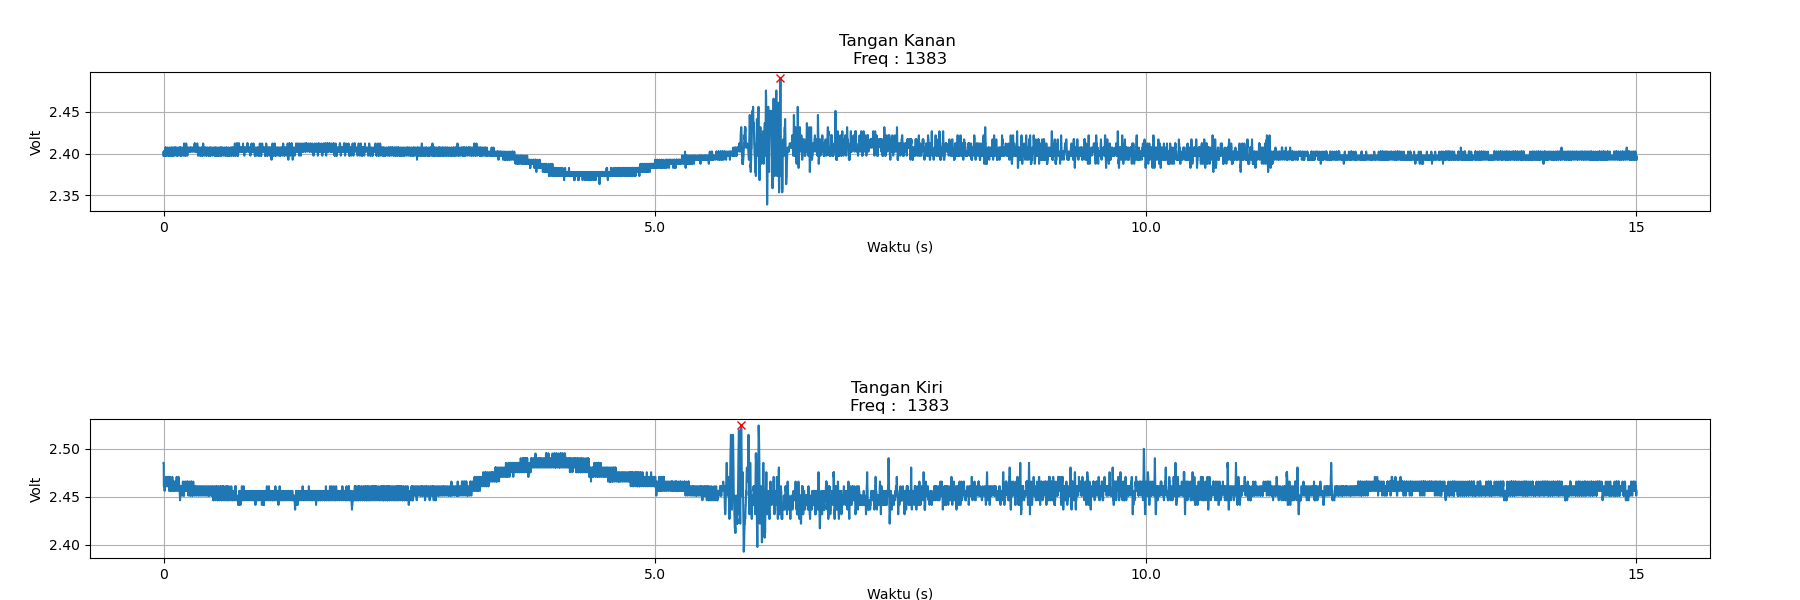 Tangan Kanan
Freq : 1383
Volt
2.45
2.40
2.35
0 5.0 10.0 15
Waktu (s)
Tangan Kiri
Freq :  1383
Volt
2.50
2.45
2.40
0 5.0 10.0 15
Waktu (s)